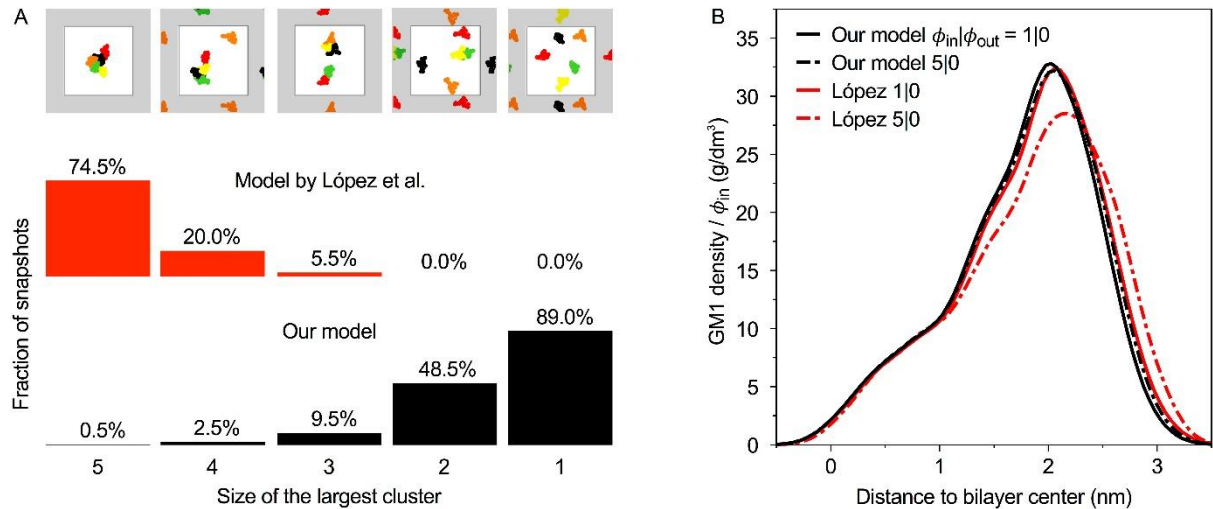 A
74.5%
Model by López et al.
20.0%
5.5%
0.0%
0.0%
Fraction of snapshots
Our model
89.0%
48.5%
9.5%
2.5%
0.5%
5 4 3 2 1
Size of the largest cluster
B
Our model ϕin|ϕout = 1|0
Our model 5|0
López 1|0
López 5|0
GM1 density / ϕin (g/dm³)
35
30
25
20
15
10
5
0
0 1 2 3
Distance to bilayer center (nm)